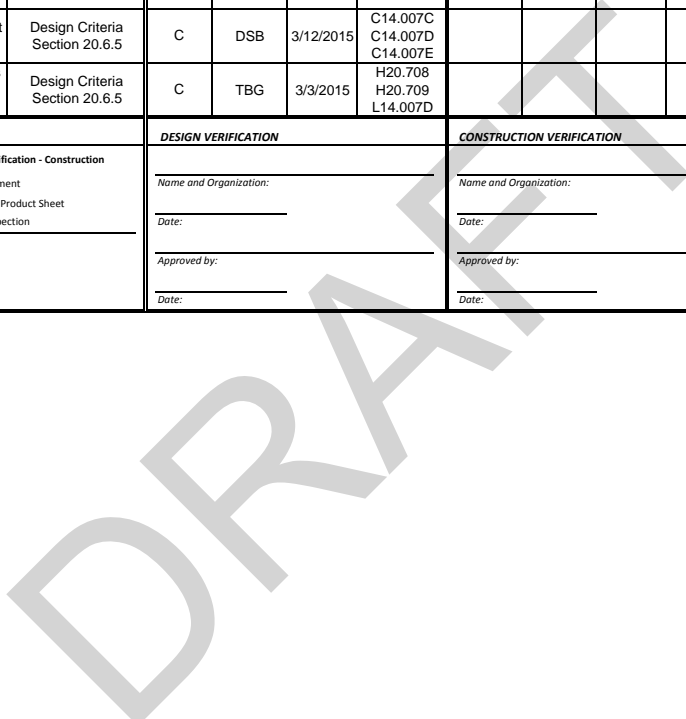 Design Criteria
Section 20.6.5
C
DSB
3/12/2015
C14.007C
C14.007D
C14.007E
Design Criteria
Section 20.6.5
C
TBG
3/3/2015
H20.708
H20.709
L14.007D
ification - Construction
ment
Product Sheet
pection
DESIGN VERIFICATION
Name and Organization:
Date:
Approved by:
Date:
CONSTRUCTION VERIFICATION
Name and Organization:
Date:
Approved by:
Date:
DRAFT